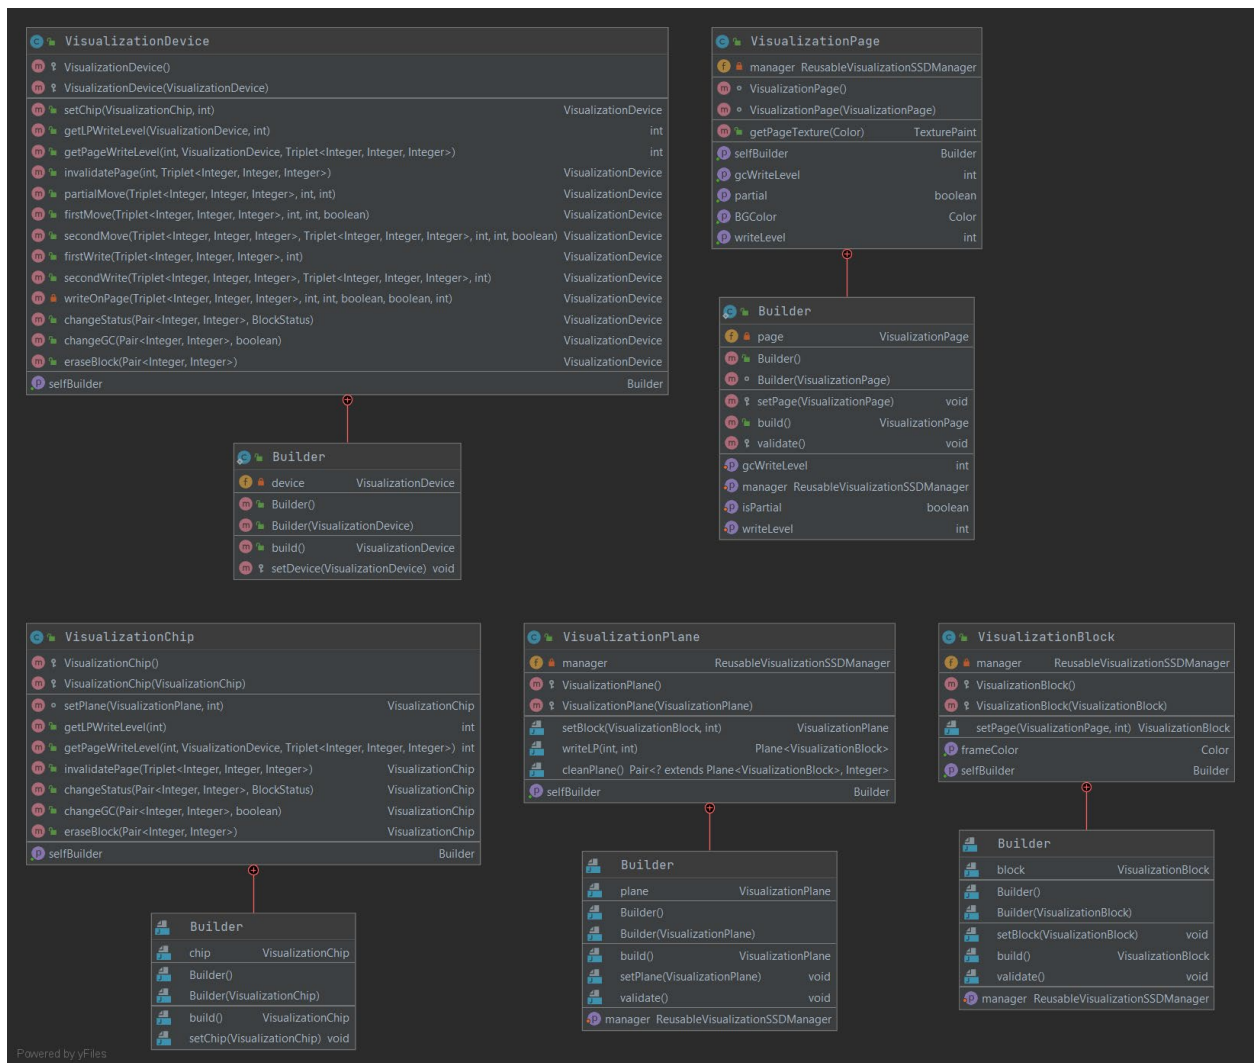 VisualizationDevice
VisualizationDevice()
VisualizationDevice(VisualizationDevice)
setChip(VisualizationChip, int) VisualizationDevice
getLPWriteLevel(VisualizationDevice, int) int
getPageWriteLevel(int, VisualizationDevice, Triplet<Integer, Integer, Integer>) int
invalidatePage(int, Triplet<Integer, Integer, Integer>) VisualizationDevice
partialMove(Triplet<Integer, Integer, Integer>, int, int) VisualizationDevice
firstMove(Triplet<Integer, Integer, Integer>, int, int, boolean) VisualizationDevice
secondMove(Triplet<Integer, Integer, Integer>, Triplet<Integer, Integer, Integer>, int, int, boolean) VisualizationDevice
firstWrite(Triplet<Integer, Integer, Integer>, int) VisualizationDevice
secondWrite(Triplet<Integer, Integer, Integer>, Triplet<Integer, Integer, Integer>, int) VisualizationDevice
writeOnPage(Triplet<Integer, Integer, Integer>, int, int, boolean, boolean, int) VisualizationDevice
changeStatus(Pair<Integer, Integer>, BlockStatus) VisualizationDevice
changeGC(Pair<Integer, Integer>, boolean) VisualizationDevice
eraseBlock(Pair<Integer, Integer>) VisualizationDevice
selfBuilder Builder
Builder
device VisualizationDevice
Builder()
Builder(VisualizationDevice)
build() VisualizationDevice
setDevice(VisualizationDevice) void
VisualizationPage
manager ReusableVisualizationSSDManager
VisualizationPage()
VisualizationPage(VisualizationPage)
getPageTexture(Color) TexturePaint
selfBuilder Builder
gcWriteLevel int
partial boolean
BGColor Color
writeLevel int
Builder
page VisualizationPage
Builder()
Builder(VisualizationPage)
setPage(VisualizationPage) void
build() VisualizationPage
validate() void
gcWriteLevel int
manager ReusableVisualizationSSDManager
isPartial boolean
writeLevel int
VisualizationChip
VisualizationChip()
VisualizationChip(VisualizationChip)
setPlane(VisualizationPlane, int) VisualizationChip
getLPWriteLevel(int) int
getPageWriteLevel(int, VisualizationDevice, Triplet<Integer, Integer, Integer>) int
invalidatePage(Triplet<Integer, Integer, Integer>) VisualizationChip
changeStatus(Pair<Integer, Integer>, BlockStatus) VisualizationChip
changeGC(Pair<Integer, Integer>, boolean) VisualizationChip
eraseBlock(Pair<Integer, Integer>) VisualizationChip
selfBuilder Builder
Builder
chip VisualizationChip
Builder()
Builder(VisualizationChip)
build() VisualizationChip
setChip(VisualizationChip) void
VisualizationPlane
manager ReusableVisualizationSSDManager
VisualizationPlane()
VisualizationPlane(VisualizationPlane)
setBlock(VisualizationBlock, int) VisualizationPlane
writeLP(int, int) Plane<VisualizationBlock>
cleanPlane() Pair<? extends Plane<VisualizationBlock>, Integer>
selfBuilder Builder
Builder
plane VisualizationPlane
Builder()
Builder(VisualizationPlane)
build() VisualizationPlane
setPlane(VisualizationPlane) void
validate() void
manager ReusableVisualizationSSDManager
VisualizationBlock
manager ReusableVisualizationSSDManager
VisualizationBlock()
VisualizationBlock(VisualizationBlock)
setPage(VisualizationPage, int) VisualizationBlock
frameColor Color
selfBuilder Builder
Builder
block VisualizationBlock
Builder()
Builder(VisualizationBlock)
setBlock(VisualizationBlock) void
build() VisualizationBlock
validate() void
manager ReusableVisualizationSSDManager
Powered by yFiles